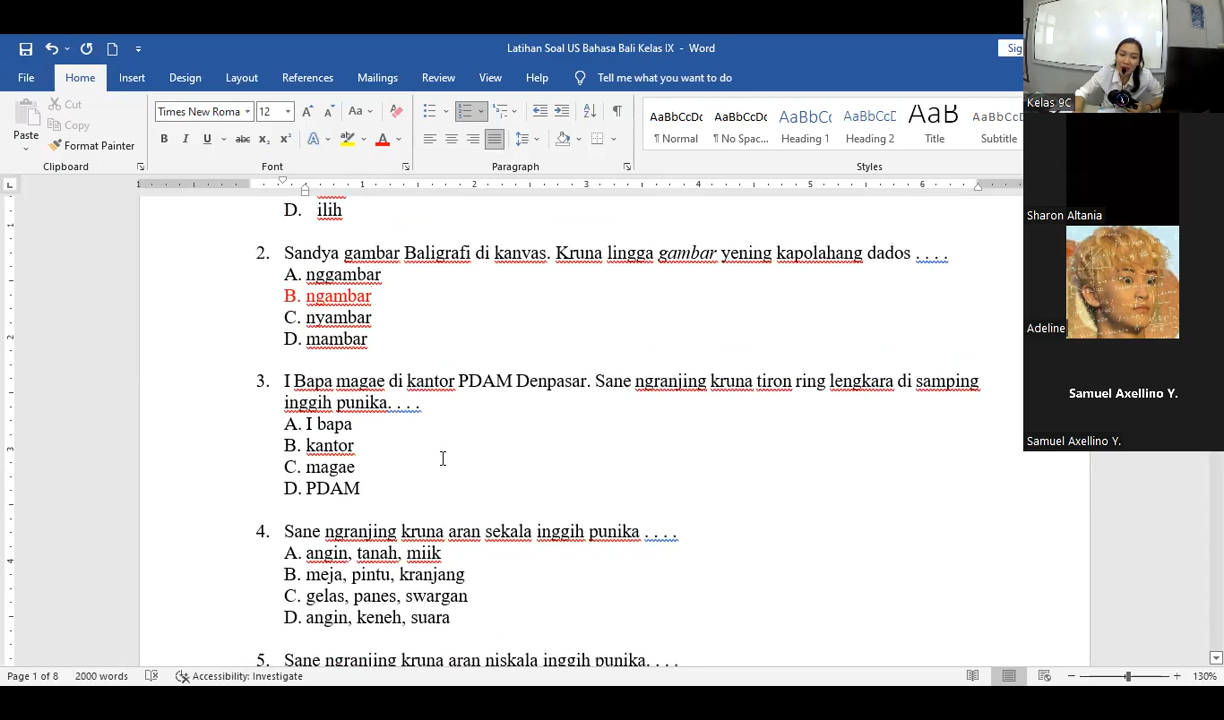 Latihan Soal US Bahasa Bali Kelas IX - Word
File Home Insert Design Layout References Mailings Review View Help Tell me what you want to do
Cut
Copy
Format Painter
Paste
Clipboard
Times New Roma 12
Font
Paragraph
AaBbCcDc AaBbCcDc AaBbCc AaBbCcD AaB AaBbCcD
¶ Normal ¶ No Spac... Heading 1 Heading 2 Title Subtitle
Styles
Kelas 9C
Sharon Altania
Adeline
Samuel Axellino Y.
Samuel Axellino Y.
D. ilih
2. Sandya gambar Baligrafi di kanvas. Kruna lingga gambar yening kapolahang dados . . . .
A. nggambar
B. ngambar
C. nyambar
D. mambar
3. I Bapa magae di kantor PDAM Denpasar. Sane ngranjing kruna tiron ring lengkara di samping
inggih punika. . . .
A. I bapa
B. kantor
C. magae
D. PDAM
4. Sane ngranjing kruna aran sekala inggih punika . . . .
A. angin, tanah, miik
B. meja, pintu, kranjang
C. gelas, panes, swargan
D. angin, keneh, suara
5. Sane ngranjing kruna aran niskala inggih punika. . . .
Page 1 of 8 2000 words Accessibility: Investigate 130%